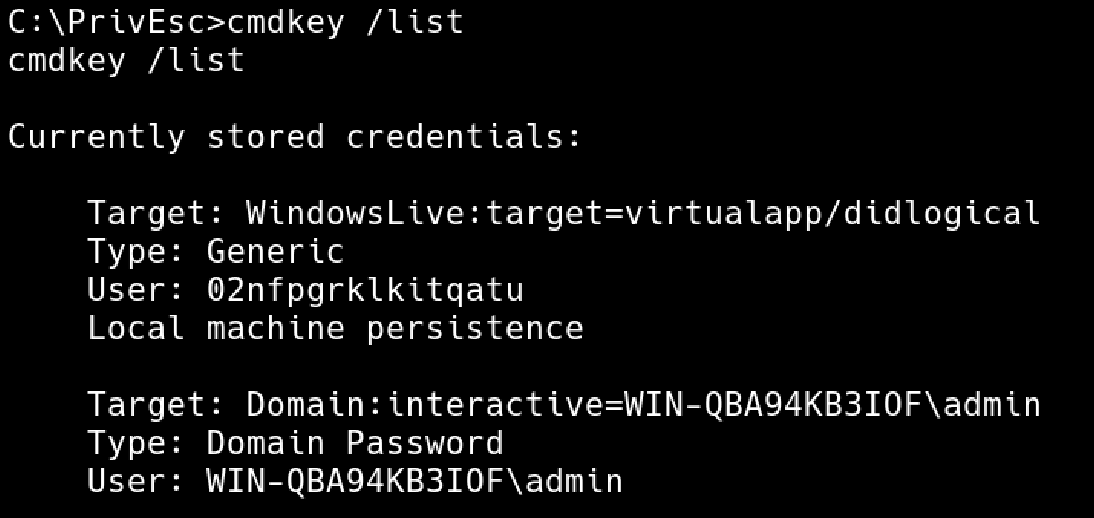 C:\PrivEsc>cmdkey /list
cmdkey /list
Currently stored credentials:
Target: WindowsLive:target=virtualapp/didlogical
Type: Generic
User: 02nfpgrklkitqatu
Local machine persistence
Target: Domain:interactive=WIN-QBA94KB3IOF\admin
Type: Domain Password
User: WIN-QBA94KB3IOF\admin